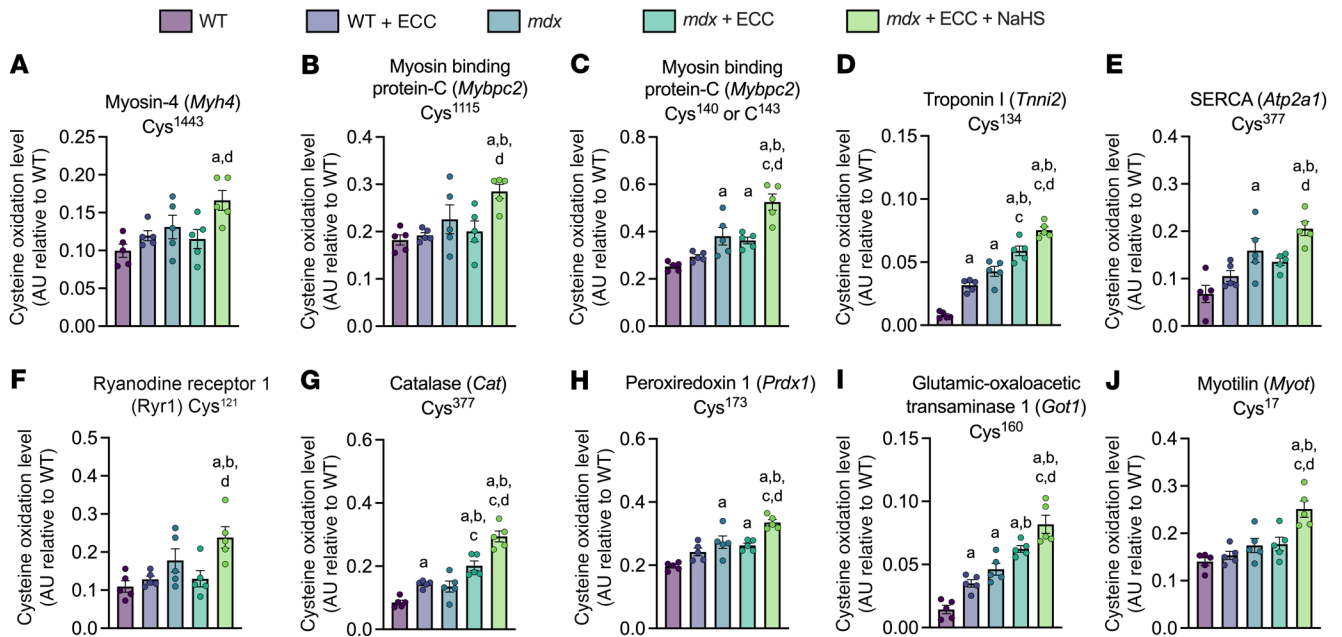 WT
WT + ECC
mdx
mdx + ECC
mdx + ECC + NaHS
A
Myosin-4 (Myh4)
Cys1443
Cysteine oxidation level
(AU relative to WT)
0.25
0.20
0.15
0.10
0.05
0.00
a,d
B
Myosin binding
protein-C (Mybpc2)
Cys1115
Cysteine oxidation level
(AU relative to WT)
0.4
0.3
0.2
0.1
0.0
a,b,
d
C
Myosin binding
protein-C (Mybpc2)
Cys140 or C143
Cysteine oxidation level
(AU relative to WT)
0.8
0.6
0.4
0.2
0.0
a
a
a,b,
c,d
D
Troponin I (Tnni2)
Cys134
Cysteine oxidation level
(AU relative to WT)
0.15
0.10
0.05
0.00
a
a
a,b,
c
a,b,
c,d
E
SERCA (Atp2a1)
Cys377
Cysteine oxidation level
(AU relative to WT)
0.4
0.3
0.2
0.1
0.0
a
a,b,
d
F
Ryanodine receptor 1
(Ryr1) Cys121
Cysteine oxidation level
(AU relative to WT)
0.5
0.4
0.3
0.2
0.1
0.0
a,b,
d
G
Catalase (Cat)
Cys377
Cysteine oxidation level
(AU relative to WT)
0.6
0.4
0.2
0.0
a
a,b,
c
a,b,
c,d
H
Peroxiredoxin 1 (Prdx1)
Cys173
Cysteine oxidation level
(AU relative to WT)
0.6
0.4
0.2
0.0
a
a
a,b,
c,d
I
Glutamic-oxaloacetic
transaminase 1 (Got1)
Cys160
Cysteine oxidation level
(AU relative to WT)
0.15
0.10
0.05
0.00
a
a
a,b
a,b,
c,d
J
Myotilin (Myot)
Cys17
Cysteine oxidation level
(AU relative to WT)
0.4
0.3
0.2
0.1
0.0
a,b,
c,d